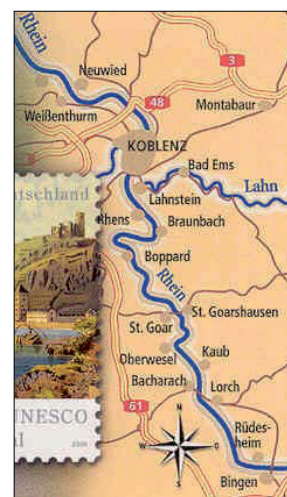 Rhein
Neuwied
3
48
Weißenthurm
Montabaur
KOBLENZ
Bad Ems
Lahn
Lahnstein
Rhens
Braunbach
Boppard
Rhein
St. Goarshausen
St. Goar
Oberwesel
Kaub
Bacharach
Lorch
61
N
W
O
S
Rüdes-
heim
Bingen
utschland
UNESCO